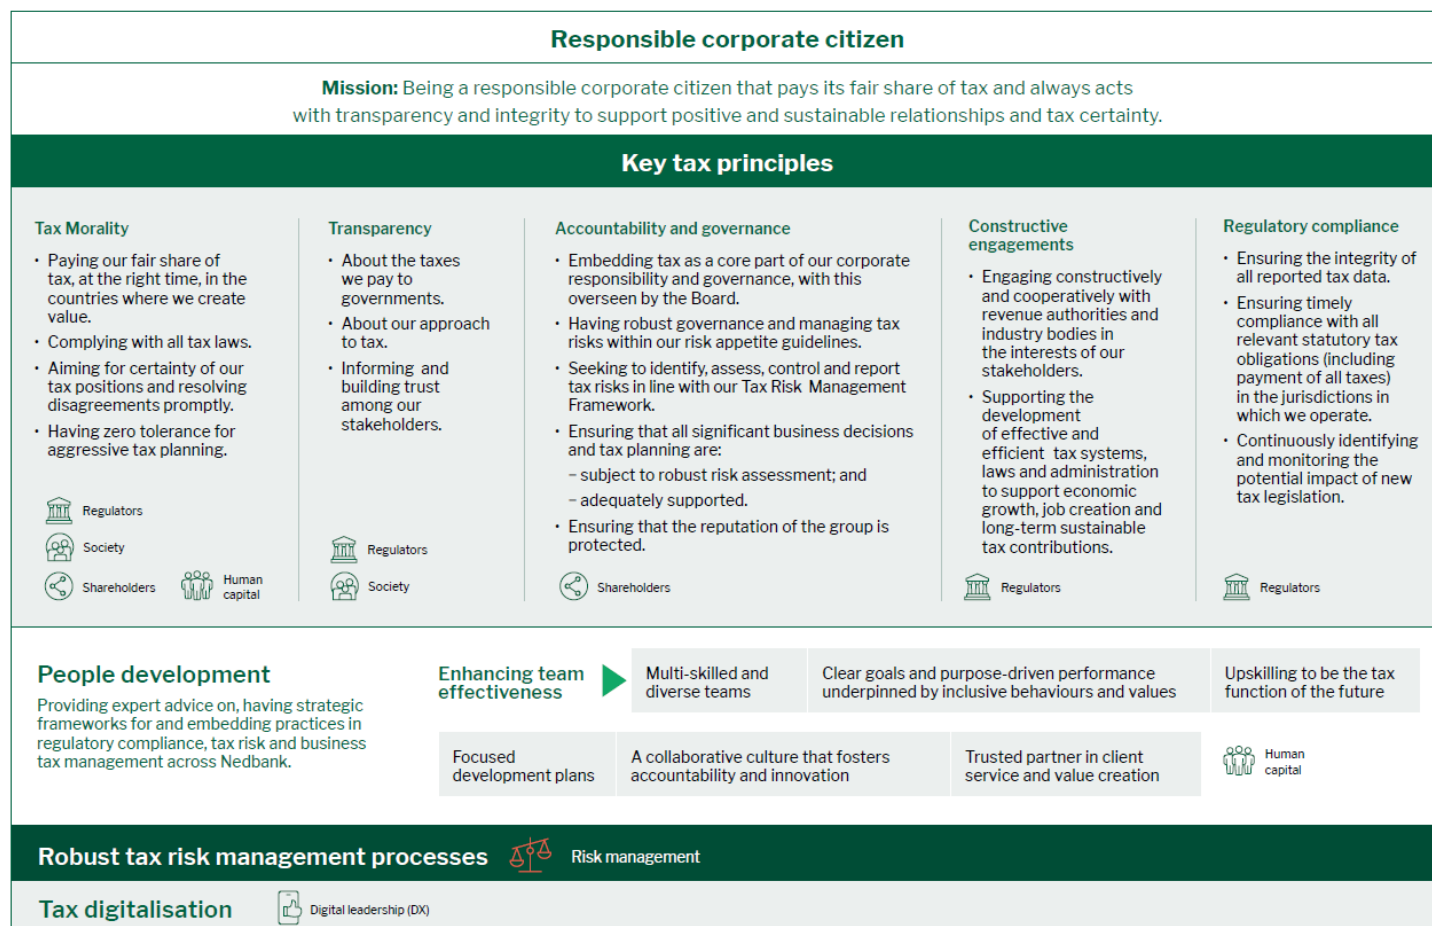 Responsible corporate citizen
Mission: Being a responsible corporate citizen that pays its fair share of tax and always acts
with transparency and integrity to support positive and sustainable relationships and tax certainty.
Key tax principles
Tax Morality
• Paying our fair share of
tax, at the right time, in the
countries where we create
value.
• Complying with all tax laws.
• Aiming for certainty of our
tax positions and resolving
disagreements promptly.
• Having zero tolerance for
aggressive tax planning.
Regulators
Society
Shareholders
Human
capital
Transparency
• About the taxes
we pay to
governments.
• About our approach
to tax.
• Informing and
building trust
among our
stakeholders.
Regulators
Society
Accountability and governance
• Embedding tax as a core part of our corporate
responsibility and governance, with this
overseen by the Board.
• Having robust governance and managing tax
risks within our risk appetite guidelines.
• Seeking to identify, assess, control and report
tax risks in line with our Tax Risk Management
Framework.
• Ensuring that all significant business decisions
and tax planning are:
– subject to robust risk assessment; and
– adequately supported.
• Ensuring that the reputation of the group is
protected.
Shareholders
Constructive
engagements
• Engaging constructively
and cooperatively with
revenue authorities and
industry bodies in
the interests of our
stakeholders.
• Supporting the
development
of effective and
efficient tax systems,
laws and administration
to support economic
growth, job creation and
long-term sustainable
tax contributions.
Regulators
Regulatory compliance
• Ensuring the integrity of
all reported tax data.
• Ensuring timely
compliance with all
relevant statutory tax
obligations (including
payment of all taxes)
in the jurisdictions in
which we operate.
• Continuously identifying
and monitoring the
potential impact of new
tax legislation.
Regulators
People development
Providing expert advice on, having strategic
frameworks for and embedding practices in
regulatory compliance, tax risk and business
tax management across Nedbank.
Enhancing team
effectiveness
Multi-skilled and
diverse teams
Clear goals and purpose-driven performance
underpinned by inclusive behaviours and values
Upskilling to be the tax
function of the future
Focused
development plans
A collaborative culture that fosters
accountability and innovation
Trusted partner in client
service and value creation
Human
capital
Robust tax risk management processes
Risk management
Tax digitalisation
Digital leadership (DX)